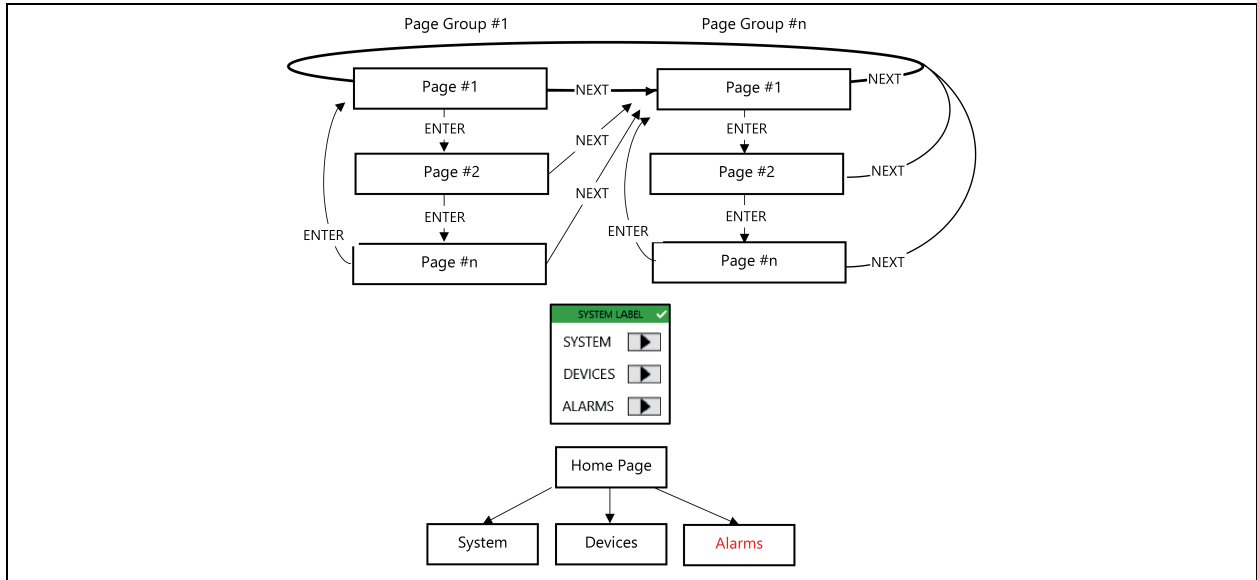 Page Group #1
Page Group #n
Page #1
NEXT
Page #1
NEXT
ENTER
ENTER
NEXT
Page #2
Page #2
NEXT
NEXT
ENTER
ENTER
ENTER
ENTER
Page #n
Page #n
NEXT
SYSTEM LABEL
SYSTEM
DEVICES
ALARMS
Home Page
System
Devices
Alarms